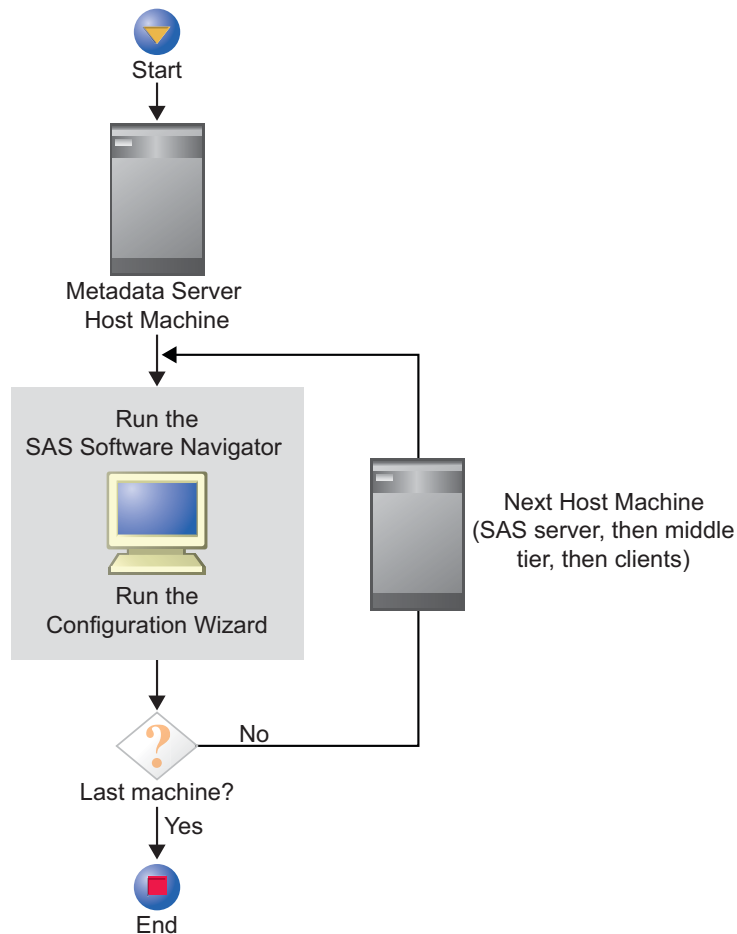 Start
Metadata Server
Host Machine
Run the
SAS Software Navigator
Run the
Configuration Wizard
Next Host Machine
(SAS server, then middle
tier, then clients)
?
No
Last machine?
Yes
End